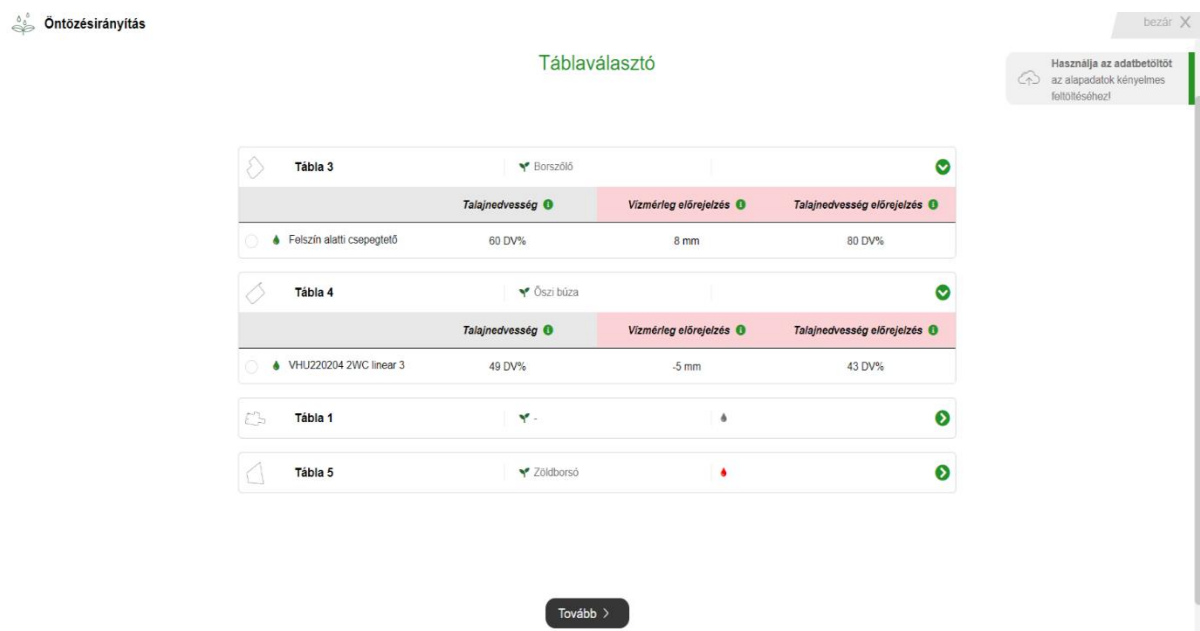 Öntözésirányítás
bezár X
Táblaválasztó
Használja az adatbetöltőt
az alapadatok kényelmes
feltöltéséhez!
Tábla 3 Borszőlő
Talajnedvesség Vízmérleg előrejelzés Talajnedvesség előrejelzés
Felszín alatti csepegtető 60 DV% 8 mm 80 DV%
Tábla 4 Őszi búza
Talajnedvesség Vízmérleg előrejelzés Talajnedvesség előrejelzés
VHU220204 2WC linear 3 49 DV% -5 mm 43 DV%
Tábla 1 -
Tábla 5 Zöldborsó
Tovább >